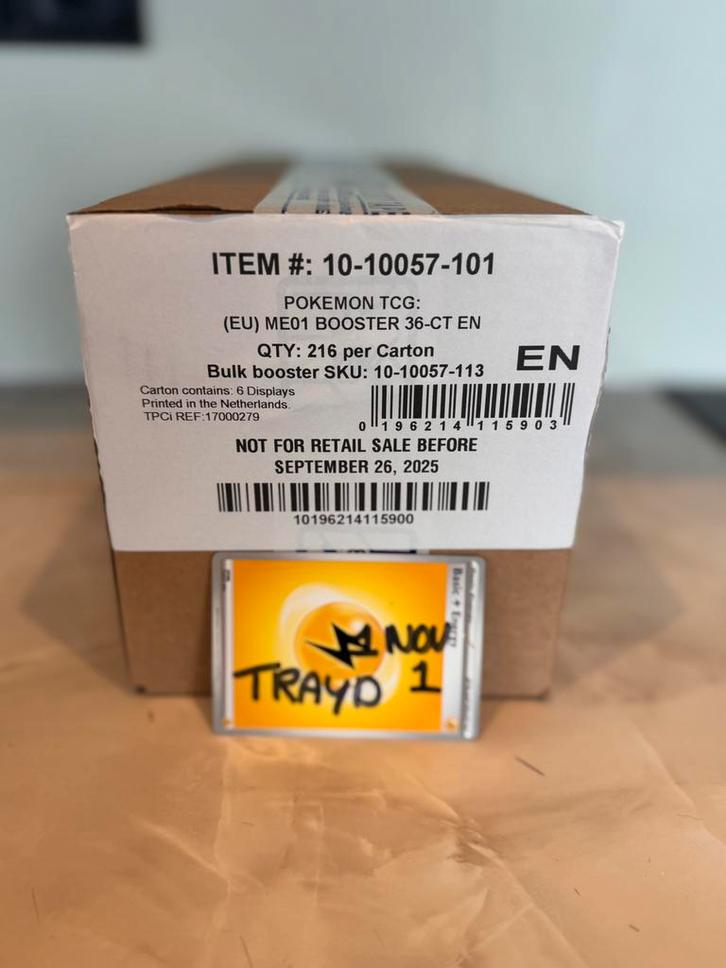 ITEM #: 10-10057-101
POKEMON TCG:
(EU) ME01 BOOSTER 36-CT EN
QTY: 216 per Carton
Bulk booster SKU: 10-10057-113
EN
Carton contains: 6 Displays
Printed in the Netherlands.
TPCi REF:17000279
0 196214 115903
NOT FOR RETAIL SALE BEFORE
SEPTEMBER 26, 2025
10196214115900
Basic Energy
NOV
TRAYD 1